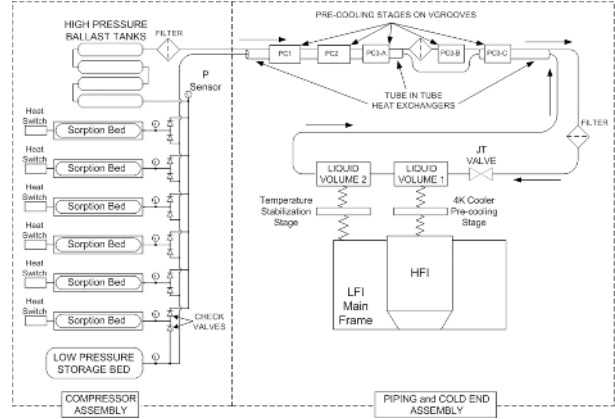 PRE-COOLING STAGES ON VGROOVES
HIGH PRESSURE
BALLAST TANKS
FILTER
PC1
PC2
PC3-A
PC3-B
PC3-C
P
Sensor
TUBE IN TUBE
HEAT EXCHANGERS
FILTER
Heat
Switch
Sorption Bed
Heat
Switch
Sorption Bed
Heat
Switch
Sorption Bed
Heat
Switch
Sorption Bed
Heat
Switch
Sorption Bed
Heat
Switch
Sorption Bed
CHECK
VALVES
LOW PRESSURE
STORAGE BED
COMPRESSOR
ASSEMBLY
JT
VALVE
LIQUID
VOLUME 2
LIQUID
VOLUME 1
Temperature
Stabilization
Stage
4K Cooler
Pre-cooling
Stage
HFI
LFI
Main
Frame
PIPING and COLD END
ASSEMBLY